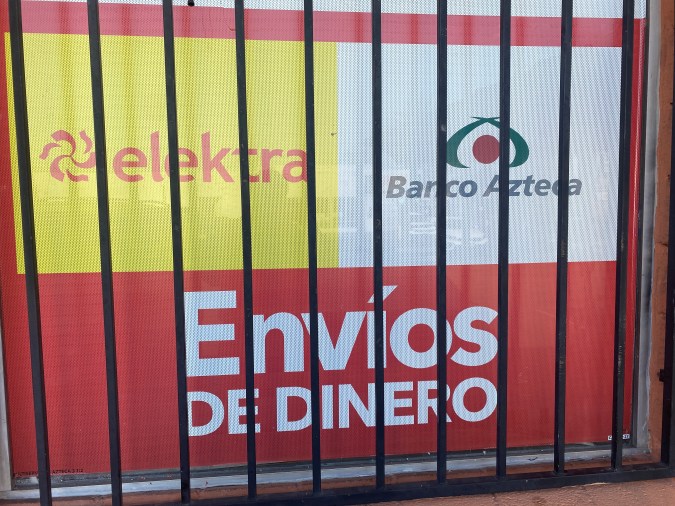 elektra
Banco Azteca
Envíos
DE DINERO